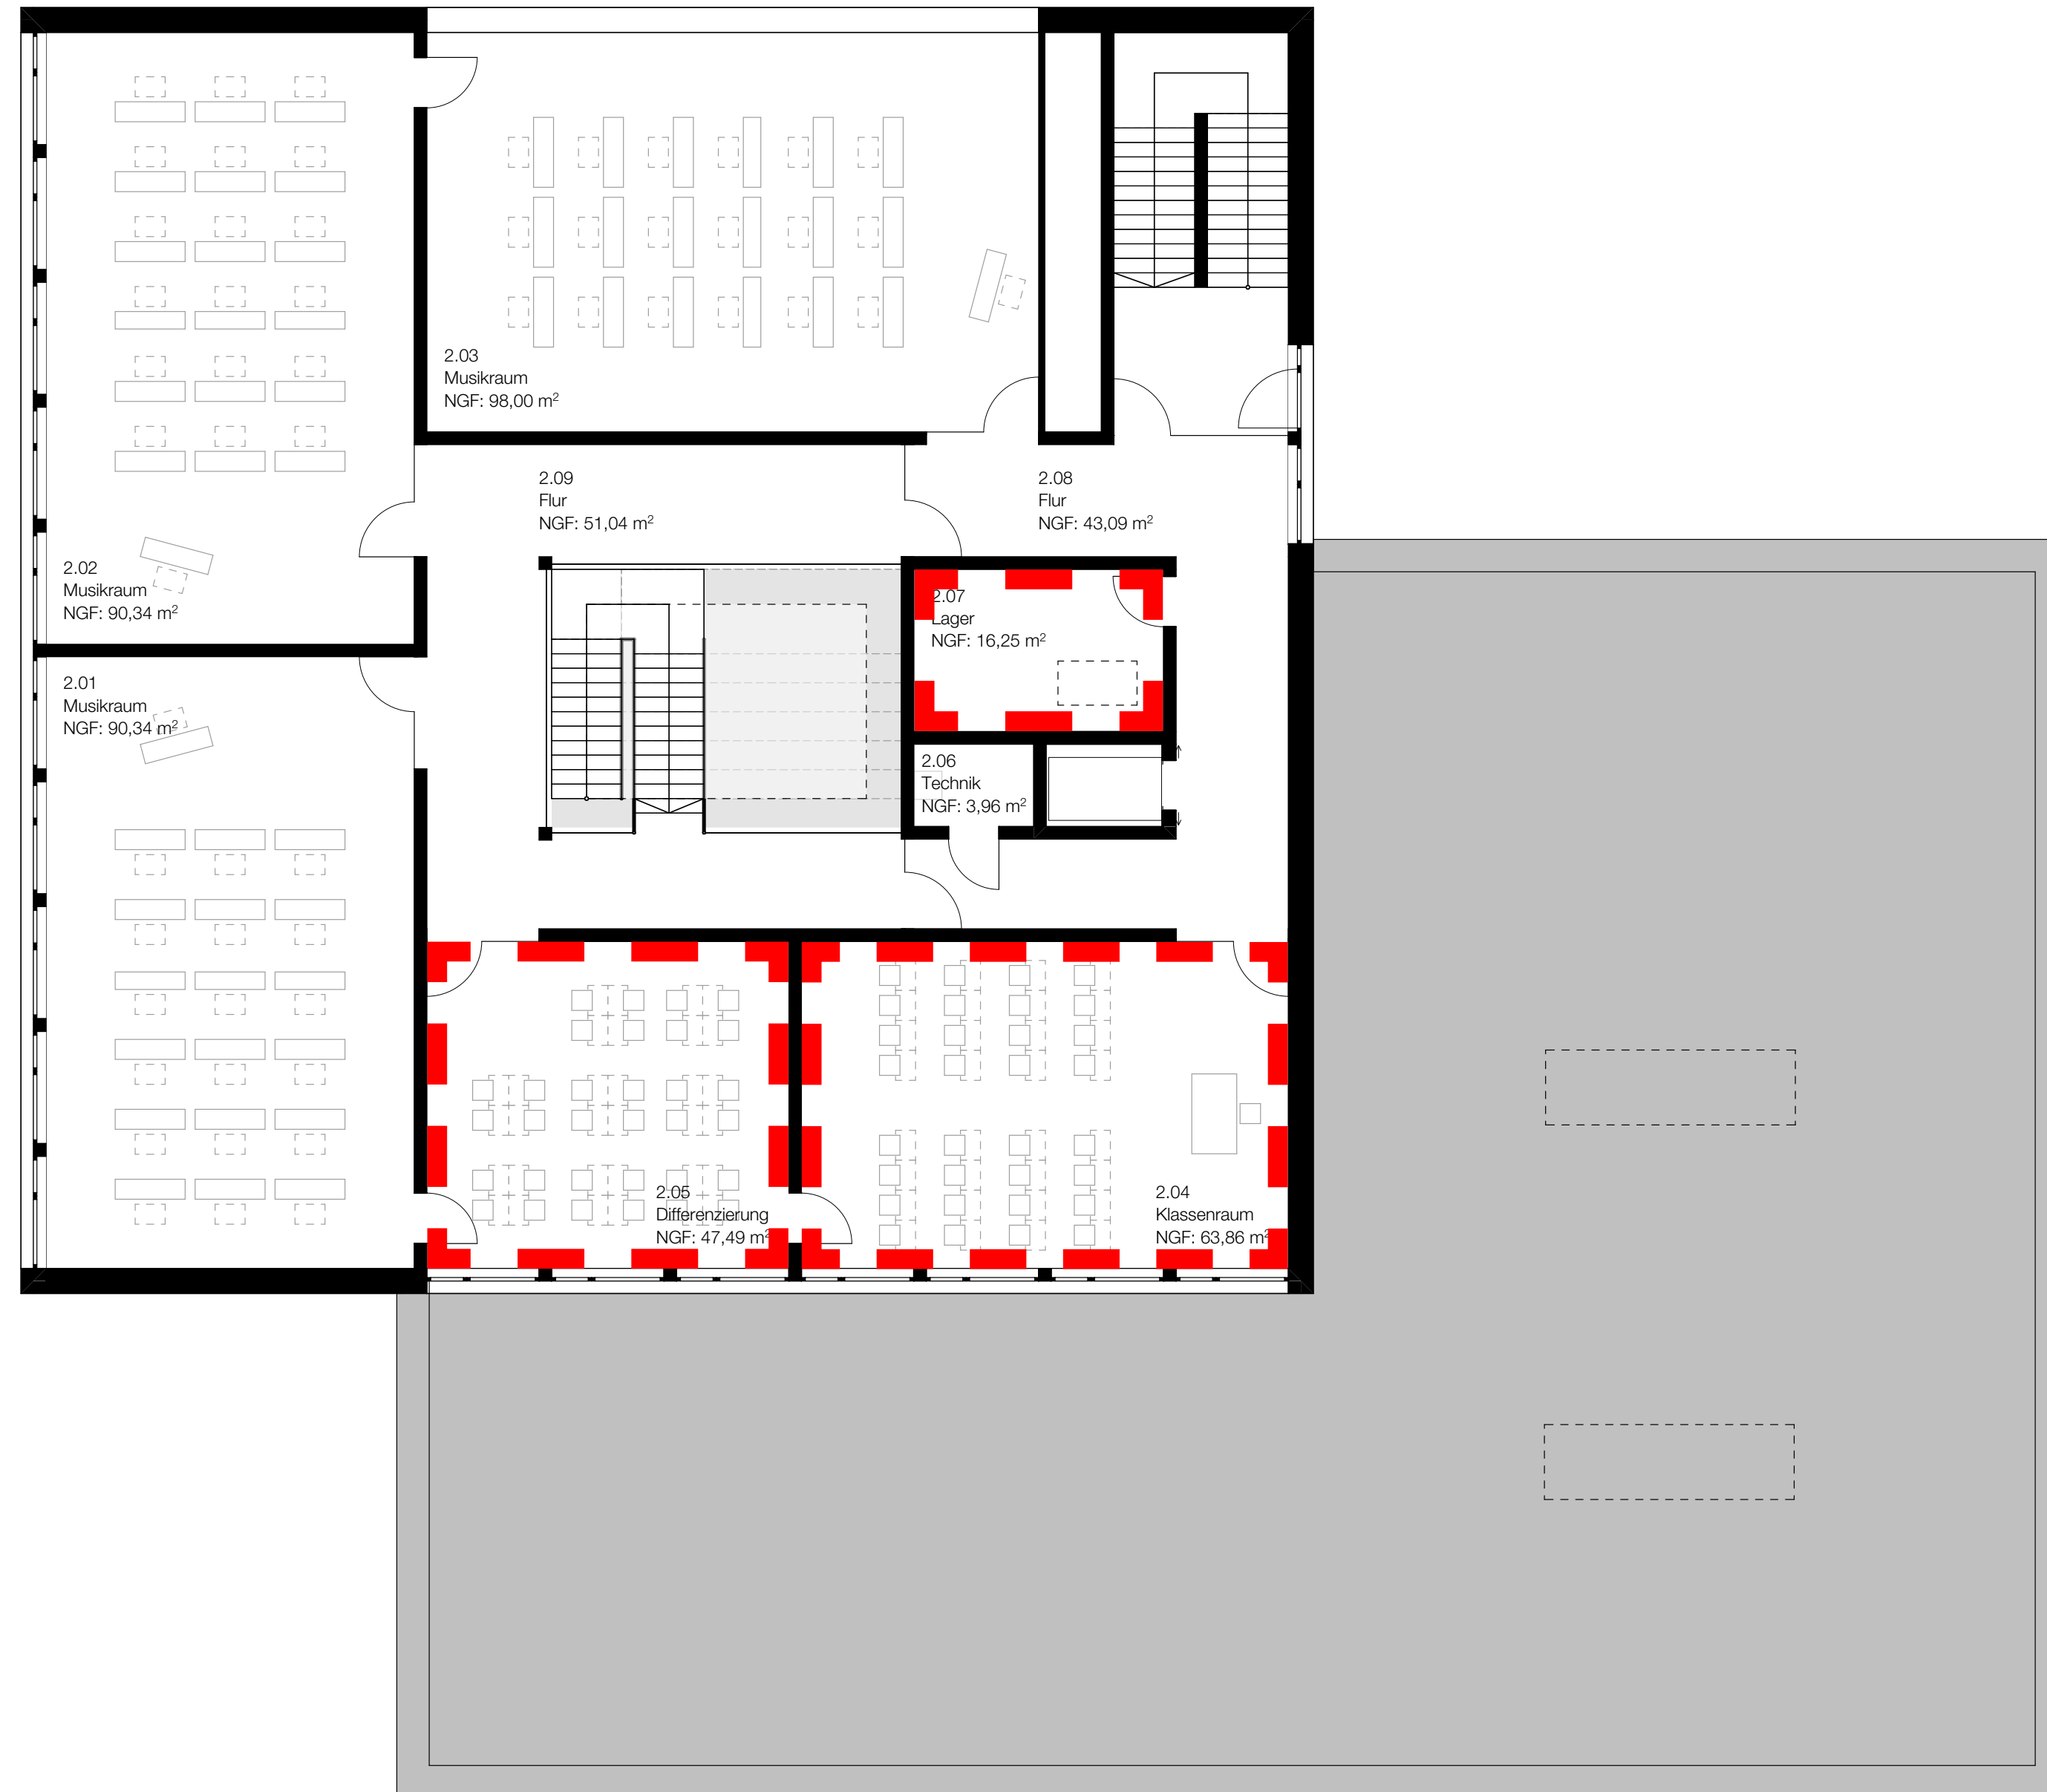 2.03
Musikraum
NGF: 98,00 m²
2.09
Flur
NGF: 51,04 m²
2.08
Flur
NGF: 43,09 m²
2.02
Musikraum
NGF: 90,34 m²
2.07
Lager
NGF: 16,25 m²
2.01
Musikraum
NGF: 90,34 m²
2.06
Technik
NGF: 3,96 m²
2.05
Differenzierung
NGF: 47,49 m²
2.04
Klassenraum
NGF: 63,86 m²